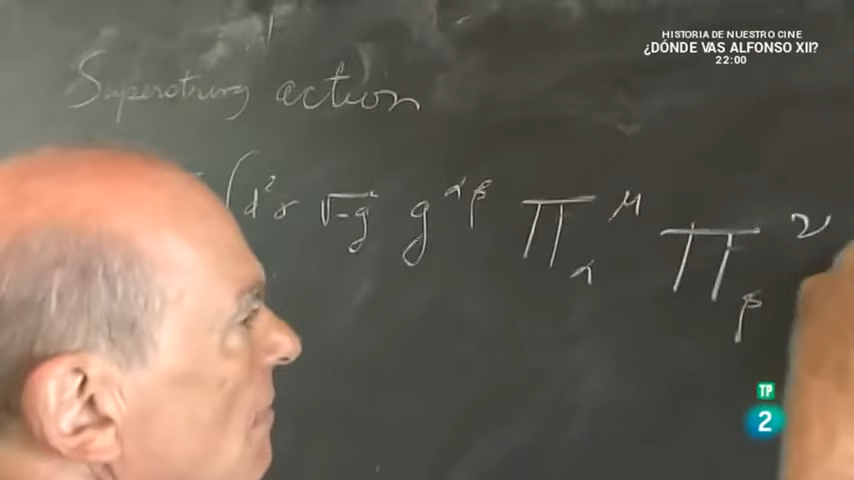 HISTORIA DE NUESTRO CINE
¿DÓNDE VAS ALFONSO XII?
22:00
Superstring action
∫d²σ √-g g^{αβ} Π_α^μ Π_β^ν
TP
2